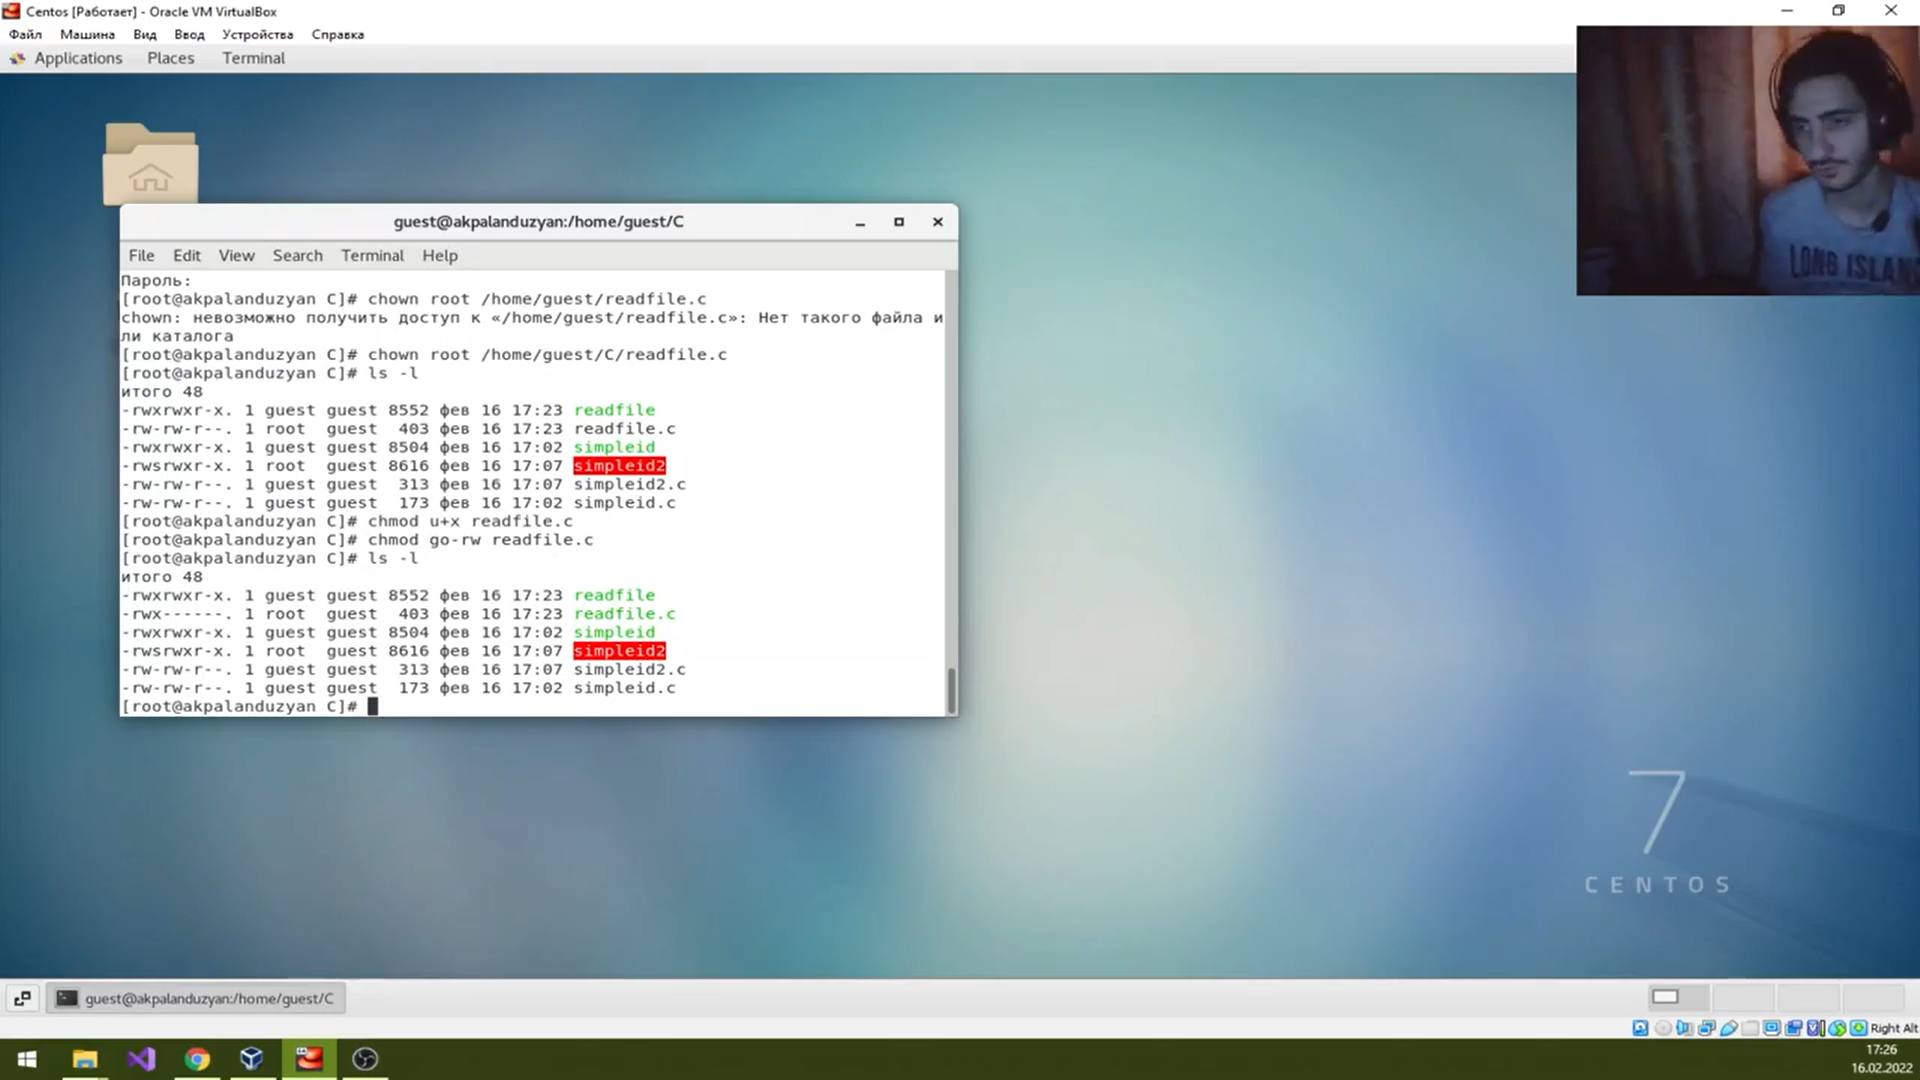 Centos [Работает] - Oracle VM VirtualBox
Файл Машина Вид Ввод Устройства Справка
Applications Places Terminal
LONG ISLAN
guest@akpalanduzyan:/home/guest/C
File Edit View Search Terminal Help
Пароль:
[root@akpalanduzyan C]# chown root /home/guest/readfile.c
chown: невозможно получить доступ к «/home/guest/readfile.c»: Нет такого файла и
ли каталога
[root@akpalanduzyan C]# chown root /home/guest/C/readfile.c
[root@akpalanduzyan C]# ls -l
итого 48
-rwxrwxr-x. 1 guest guest 8552 фев 16 17:23 readfile
-rw-rw-r--. 1 root guest 403 фев 16 17:23 readfile.c
-rwxrwxr-x. 1 guest guest 8504 фев 16 17:02 simpleid
-rwsrwxr-x. 1 root guest 8616 фев 16 17:07 simpleid2
-rw-rw-r--. 1 guest guest 313 фев 16 17:07 simpleid2.c
-rw-rw-r--. 1 guest guest 173 фев 16 17:02 simpleid.c
[root@akpalanduzyan C]# chmod u+x readfile.c
[root@akpalanduzyan C]# chmod go-rw readfile.c
[root@akpalanduzyan C]# ls -l
итого 48
-rwxrwxr-x. 1 guest guest 8552 фев 16 17:23 readfile
-rwx------. 1 root guest 403 фев 16 17:23 readfile.c
-rwxrwxr-x. 1 guest guest 8504 фев 16 17:02 simpleid
-rwsrwxr-x. 1 root guest 8616 фев 16 17:07 simpleid2
-rw-rw-r--. 1 guest guest 313 фев 16 17:07 simpleid2.c
-rw-rw-r--. 1 guest guest 173 фев 16 17:02 simpleid.c
[root@akpalanduzyan C]#
7
CENTOS
guest@akpalanduzyan:/home/guest/C
Right Alt
17:26
16.02.2022